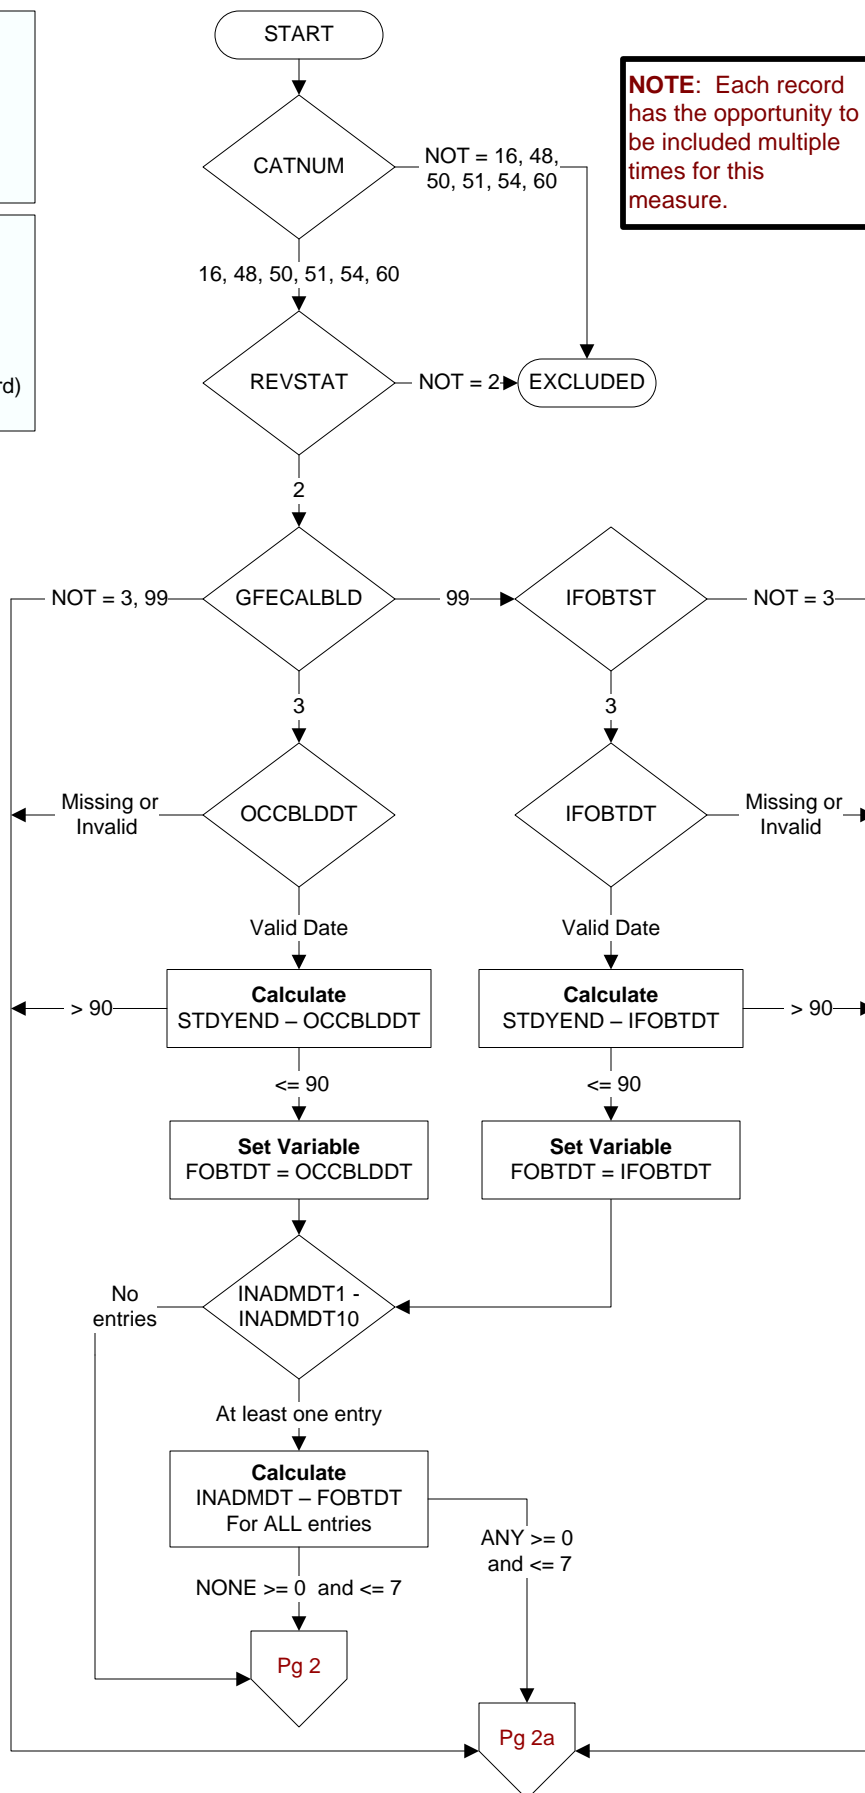 START
NOTE: Each record
has the opportunity to
be included multiple
times for this
measure.
CATNUM
NOT = 16, 48,
50, 51, 54, 60
16, 48, 50, 51, 54, 60
rd)
REVSTAT
NOT = 2
EXCLUDED
2
NOT = 3, 99
GFECALBLD
99
IFOBTST
NOT = 3
3
3
Missing or
Invalid
OCCBLDDT
IFOBTDT
Missing or
Invalid
Valid Date
Valid Date
> 90
Calculate
STDYEND – OCCBLDDT
Calculate
STDYEND – IFOBTDT
> 90
<= 90
<= 90
Set Variable
FOBTDT = OCCBLDDT
Set Variable
FOBTDT = IFOBTDT
No
entries
INADMDT1 -
INADMDT10
At least one entry
Calculate
INADMDT – FOBTDT
For ALL entries
ANY >= 0
and <= 7
NONE >= 0 and <= 7
Pg 2
Pg 2a